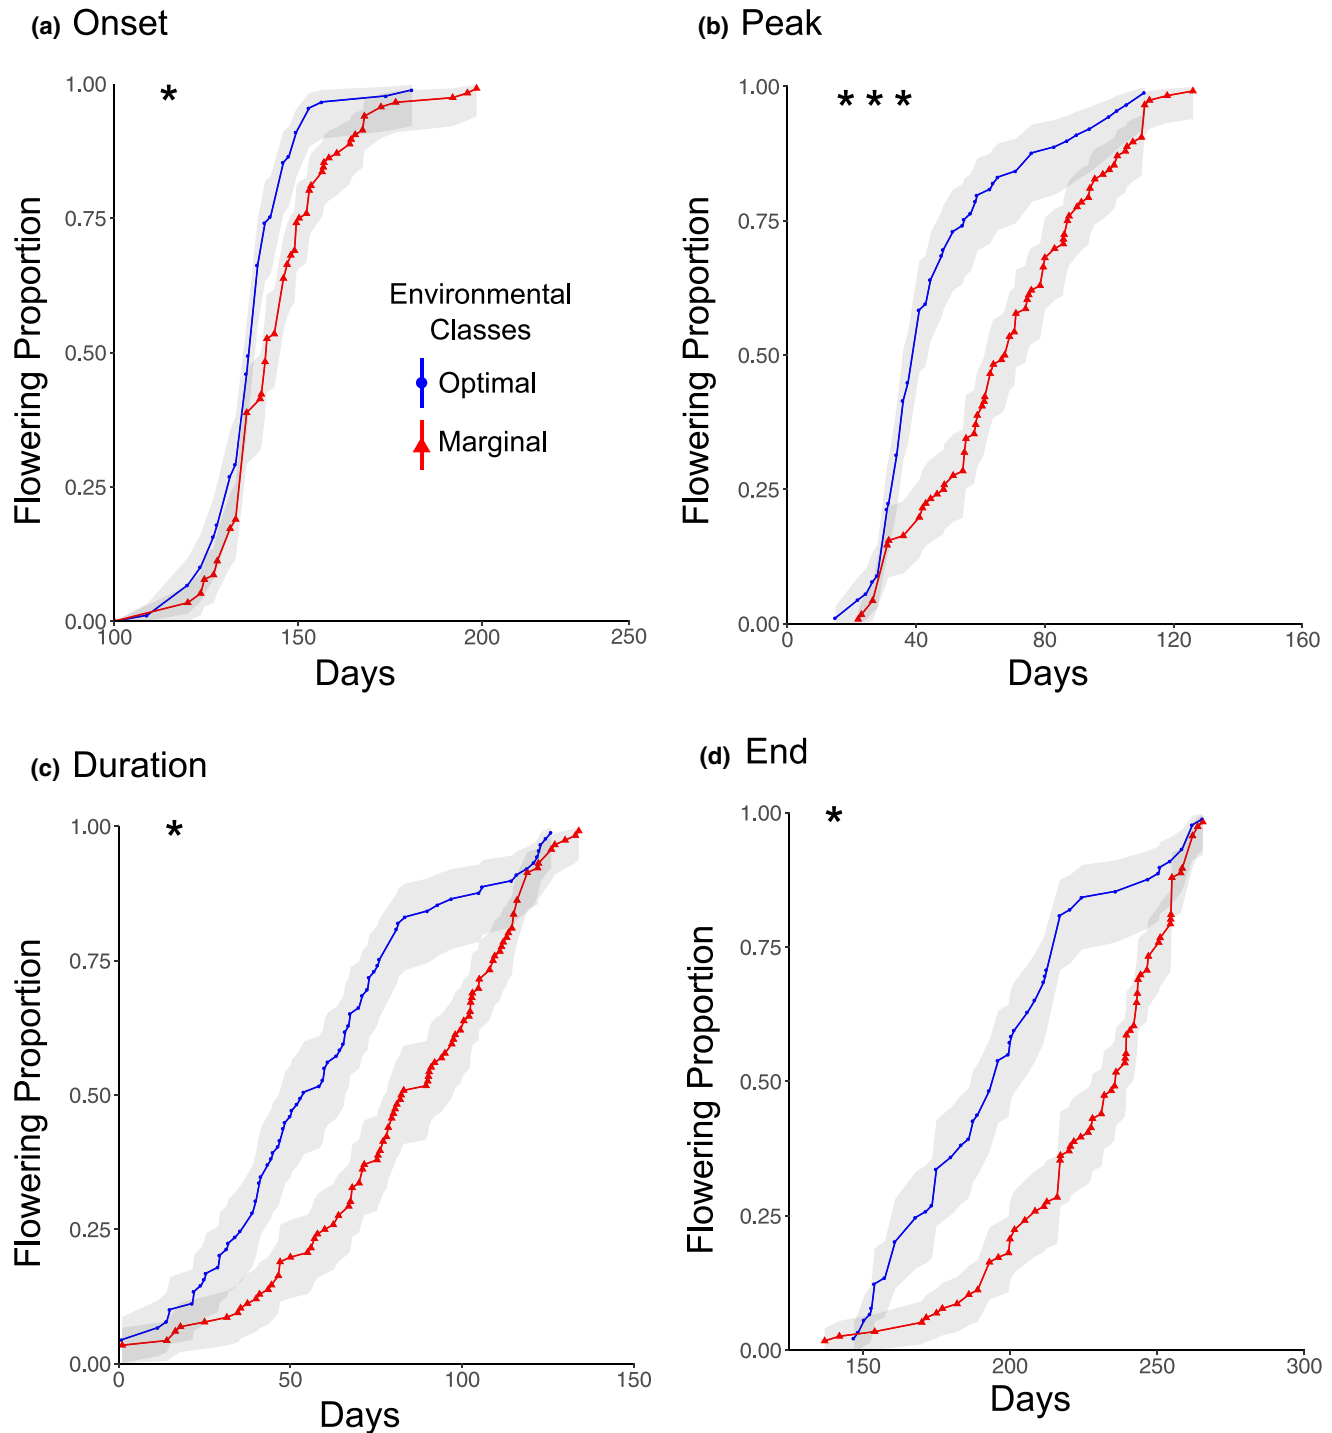 (a) Onset
*
1.00
0.75
0.50
0.25
0.00
100
150
200
250
Flowering Proportion
Days
Environmental
Classes
Optimal
Marginal
(b) Peak
* * *
1.00
0.75
0.50
0.25
0.00
0
40
80
120
160
Flowering Proportion
Days
(c) Duration
*
1.00
0.75
0.50
0.25
0.00
0
50
100
150
Flowering Proportion
Days
(d) End
*
1.00
0.75
0.50
0.25
0.00
150
200
250
300
Flowering Proportion
Days